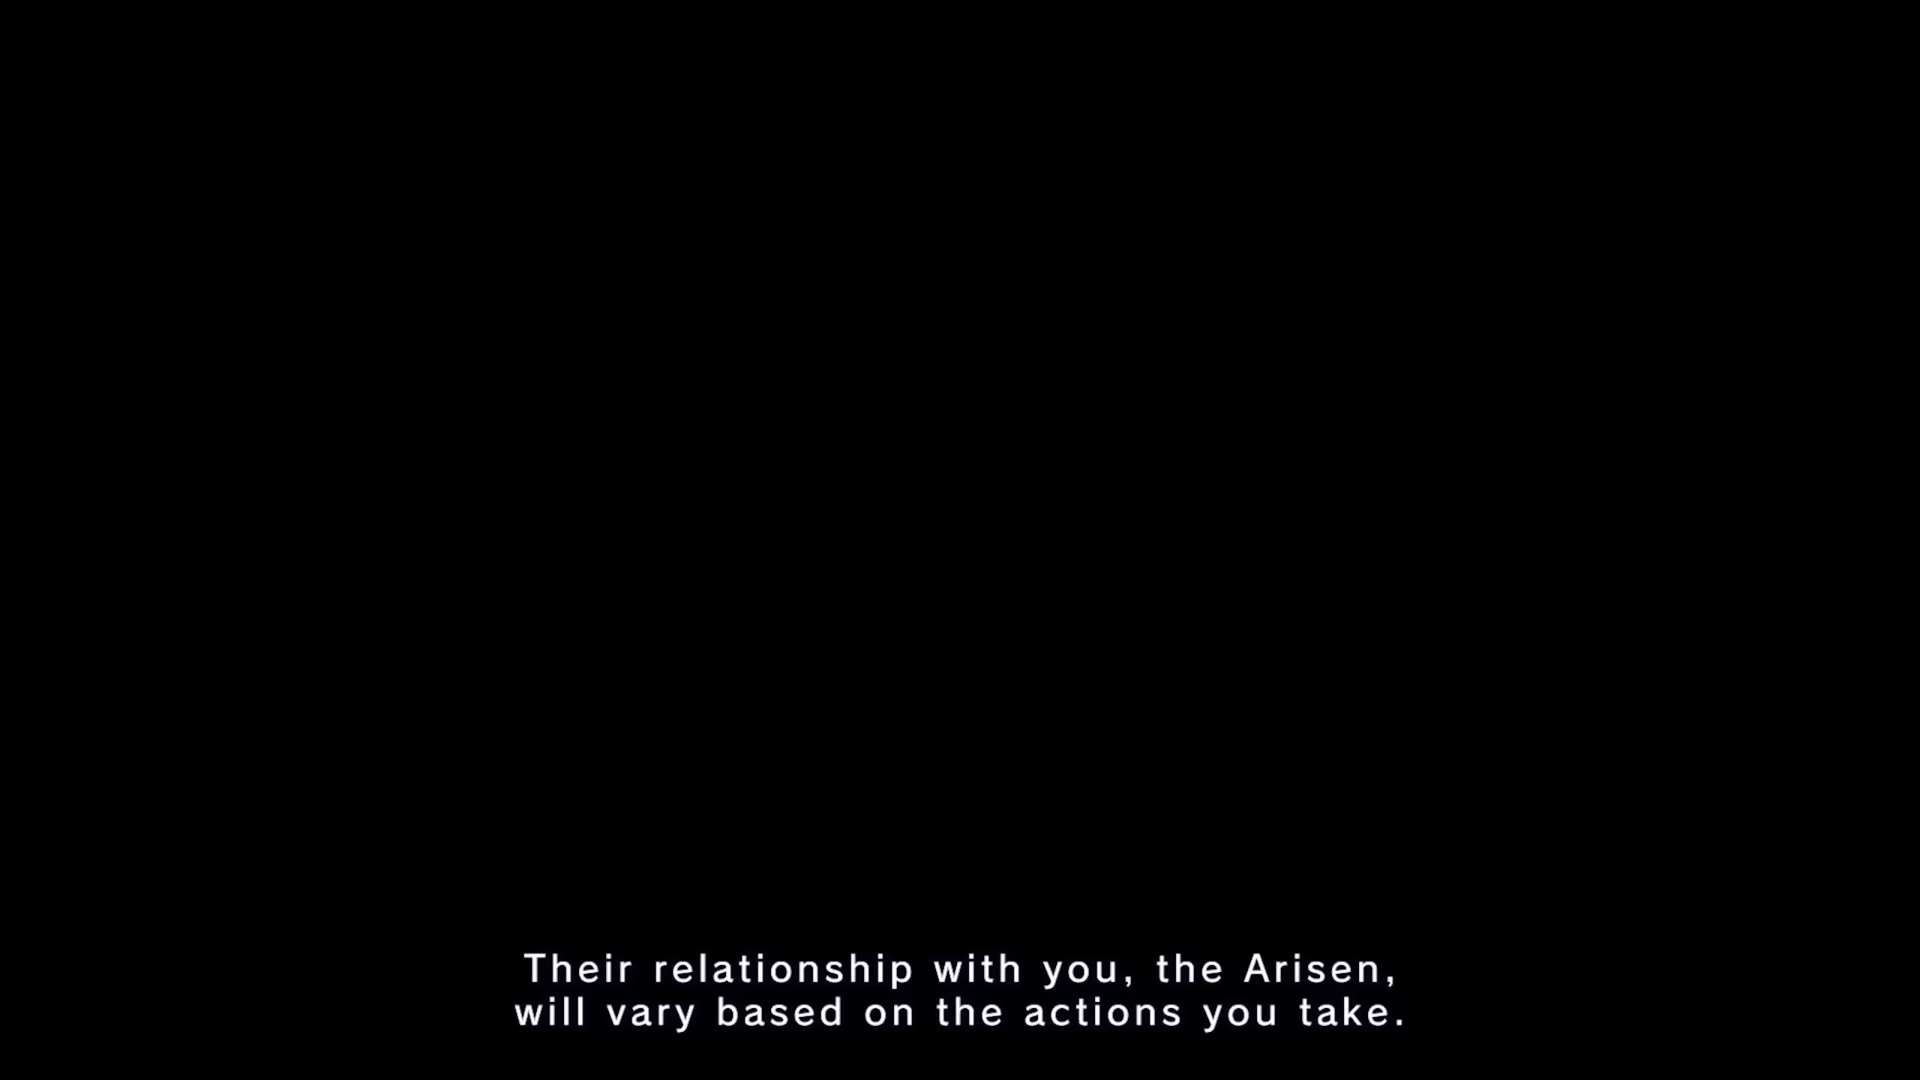 Their relationship with you, the Arisen,
will vary based on the actions you take.